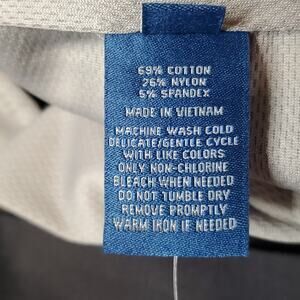 69% COTTON
26% NYLON
5% SPANDEX
MADE IN VIETNAM
MACHINE WASH COLD
DELICATE/GENTLE CYCLE
WITH LIKE COLORS
ONLY NON-CHLORINE
BLEACH WHEN NEEDED
DO NOT TUMBLE DRY
REMOVE PROMPTLY
WARM IRON IF NEEDED